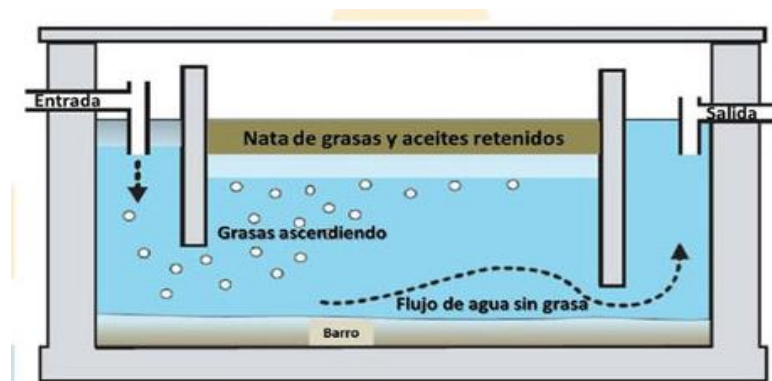 Entrada
Salida
Nata de grasas y aceites retenidos
Grasas ascendiendo
Flujo de agua sin grasa
Barro